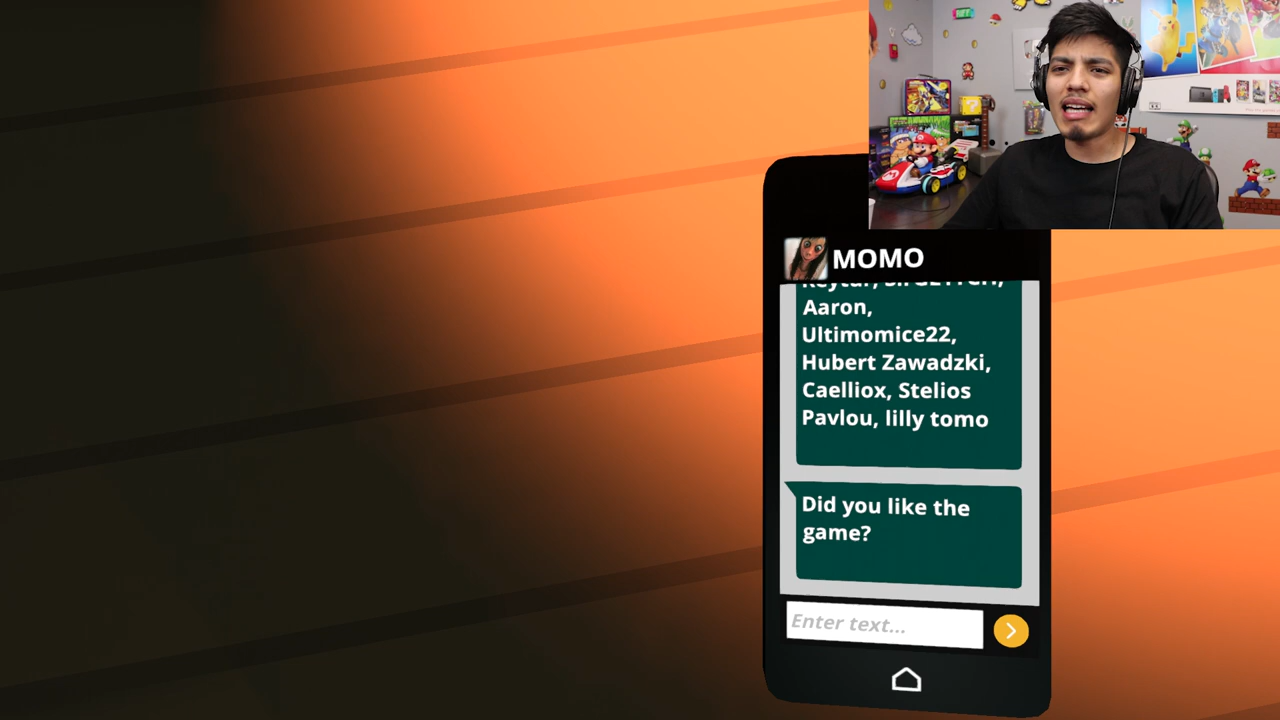 MOMO
Aaron,
Ultimomice22,
Hubert Zawadzki,
Caelliox, Stelios
Pavlou, lilly tomo
Did you like the
game?
Enter text...